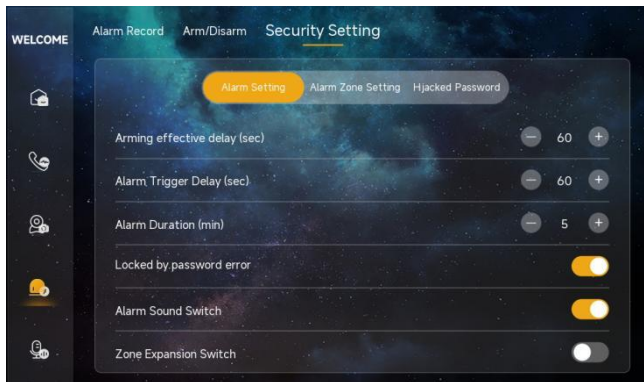 WELCOME
Alarm Record Arm/Disarm Security Setting
Alarm Setting Alarm Zone Setting Hjacked Password
Arming effective delay (sec) − 60 +
Alarm Trigger Delay (sec) − 60 +
Alarm Duration (min) − 5 +
Locked by password error
Alarm Sound Switch
Zone Expansion Switch